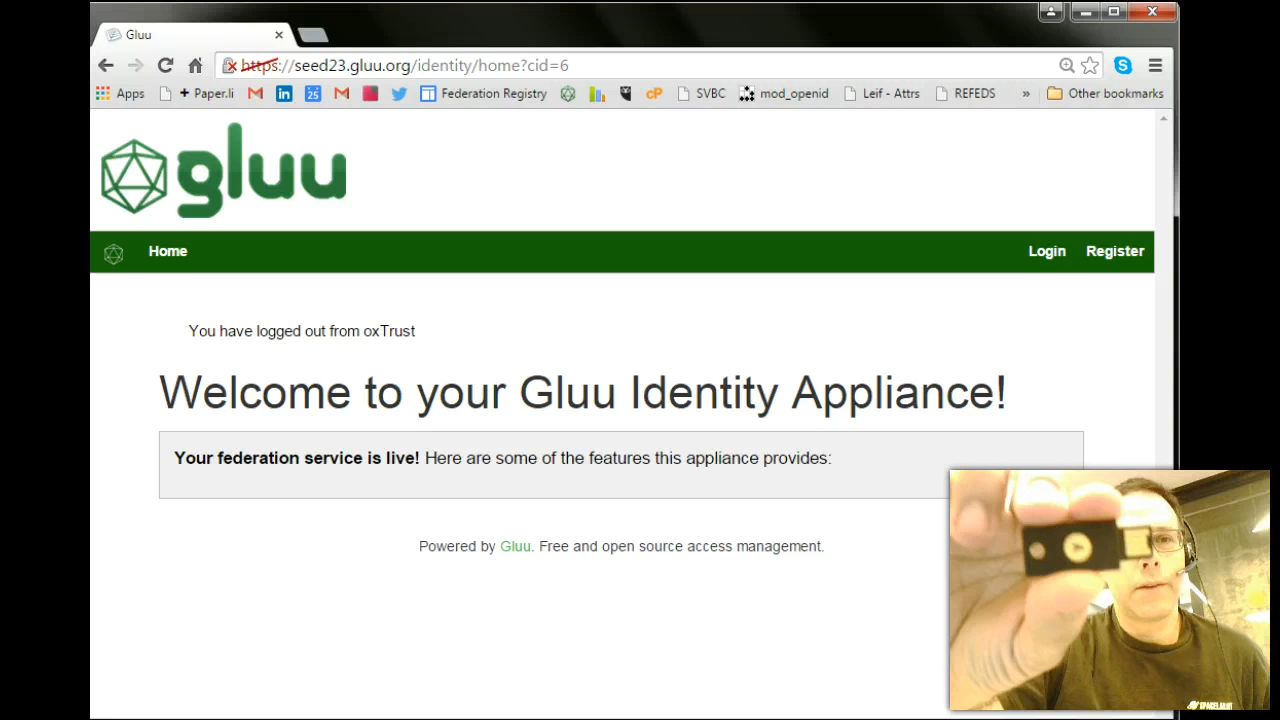 Gluu
https://seed23.gluu.org/identity/home?cid=6
Apps Paper.li 25 Federation Registry cP SVBC mod_openid Leif - Attrs REFEDS » Other bookmarks
gluu
Home Login Register
You have logged out from oxTrust
Welcome to your Gluu Identity Appliance!
Your federation service is live! Here are some of the features this appliance provides:
Powered by Gluu. Free and open source access management.